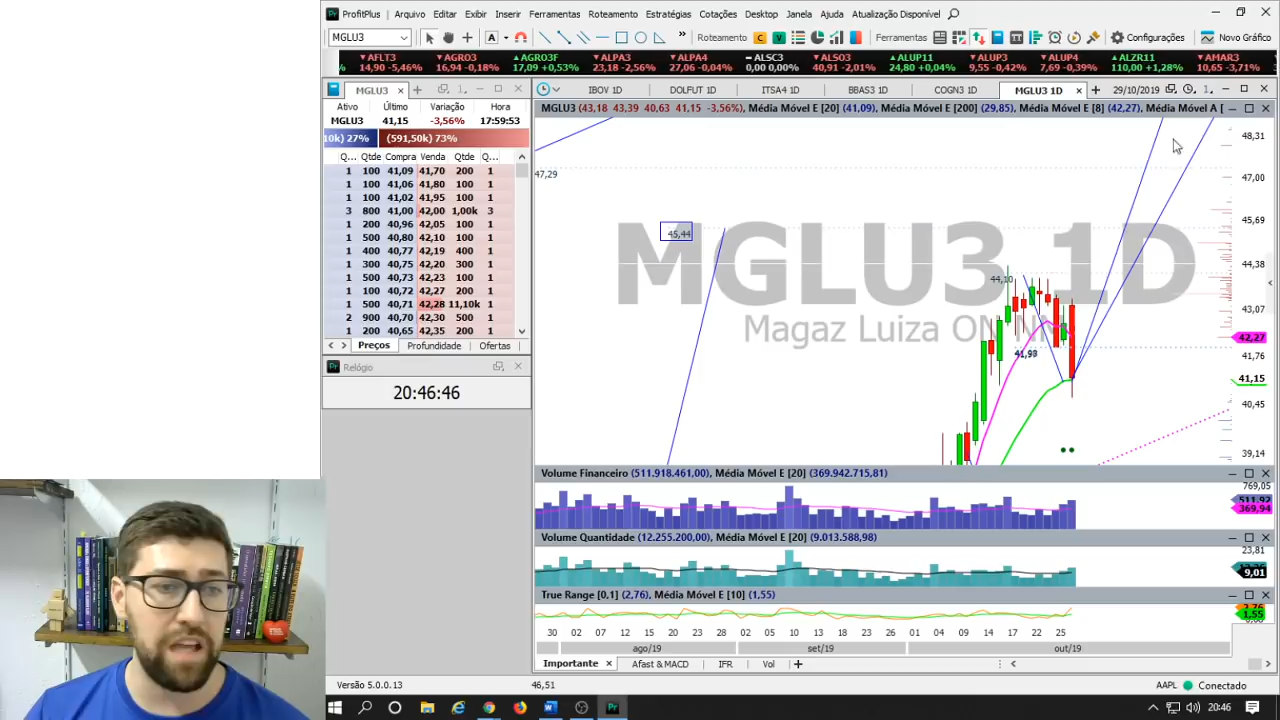 ProfitPlus Arquivo Editar Exibir Inserir Ferramentas Roteamento Estratégias Cotações Desktop Janela Ajuda Atualização Disponível
MGLU3 A » Roteamento C V Ferramentas Configurações Novo Gráfico
AFLT3 AGRO3 AGRO3F ALPA3 ALPA4 ALSC3 ALSO3 ALUP11 ALUP3 ALUP4 ALZR11 AMAR3
14,90 -5,46% 16,94 -0,18% 17,09 +0,53% 23,18 -2,56% 27,06 -0,04% 0,00 0,00% 40,91 -2,01% 24,80 +0,04% 9,55 -0,42% 7,69 -0,39% 110,00 +1,28% 10,65 -3,71%
MGLU3
Ativo Último Variação Hora
MGLU3 41,15 -3,56% 17:59:53
10k) 27% (591,50k) 73%
Q... Qtde Compra Venda Qtde Q...
1 100 41,09 41,70 200 1
1 100 41,06 41,80 100 1
1 100 41,02 41,95 100 1
3 800 41,00 42,00 1,00k 3
1 200 40,96 42,05 100 1
1 500 40,80 42,10 100 1
1 400 40,75 42,19 400 1
1 300 40,75 42,20 300 1
1 500 40,73 42,23 100 1
1 100 40,72 42,27 200 1
1 500 40,71 42,28 11,10k 1
2 900 40,70 42,30 500 1
1 200 40,65 42,35 200 1
Preços Profundidade Ofertas
Relógio
20:46:46
IBOV 1D DOLFUT 1D ITSA4 1D BBAS3 1D COGN3 1D MGLU3 1D 29/10/2019
MGLU3 (43,18 43,39 40,63 41,15 -3,56%), Média Móvel E [20] (41,09), Média Móvel E [200] (29,85), Média Móvel E [8] (42,27), Média Móvel A [
MGLU3 1D
Magaz Luiza ON NM
47,29
45,44
44,10
41,93
48,31
47,00
45,69
44,38
43,07
42,27
41,76
41,15
40,45
39,14
Volume Financeiro (511.918.461,00), Média Móvel E [20] (369.942.715,81)
769,05
511,92
369,94
Volume Quantidade (12.255.200,00), Média Móvel E [20] (9.013.588,98)
23,81
9,01
True Range [0,1] (2,76), Média Móvel E [10] (1,55)
1,55
30 02 07 12 15 20 23 28 02 05 10 13 18 23 26 01 04 09 14 17 22 25
ago/19 set/19 out/19
Importante Afast & MACD IFR Vol
Versão 5.0.0.13 46,51 AAPL Conectado
20:46